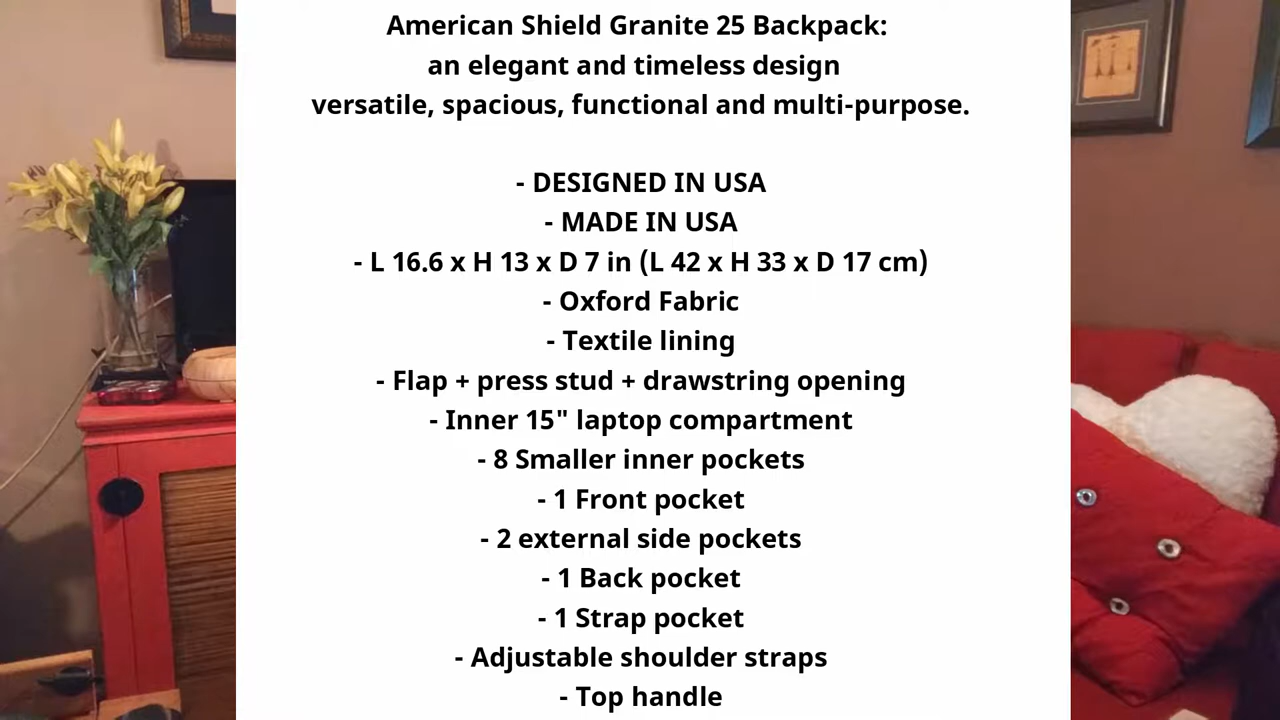 American Shield Granite 25 Backpack:
an elegant and timeless design
versatile, spacious, functional and multi-purpose.
- DESIGNED IN USA
- MADE IN USA
- L 16.6 x H 13 x D 7 in (L 42 x H 33 x D 17 cm)
- Oxford Fabric
- Textile lining
- Flap + press stud + drawstring opening
- Inner 15" laptop compartment
- 8 Smaller inner pockets
- 1 Front pocket
- 2 external side pockets
- 1 Back pocket
- 1 Strap pocket
- Adjustable shoulder straps
- Top handle